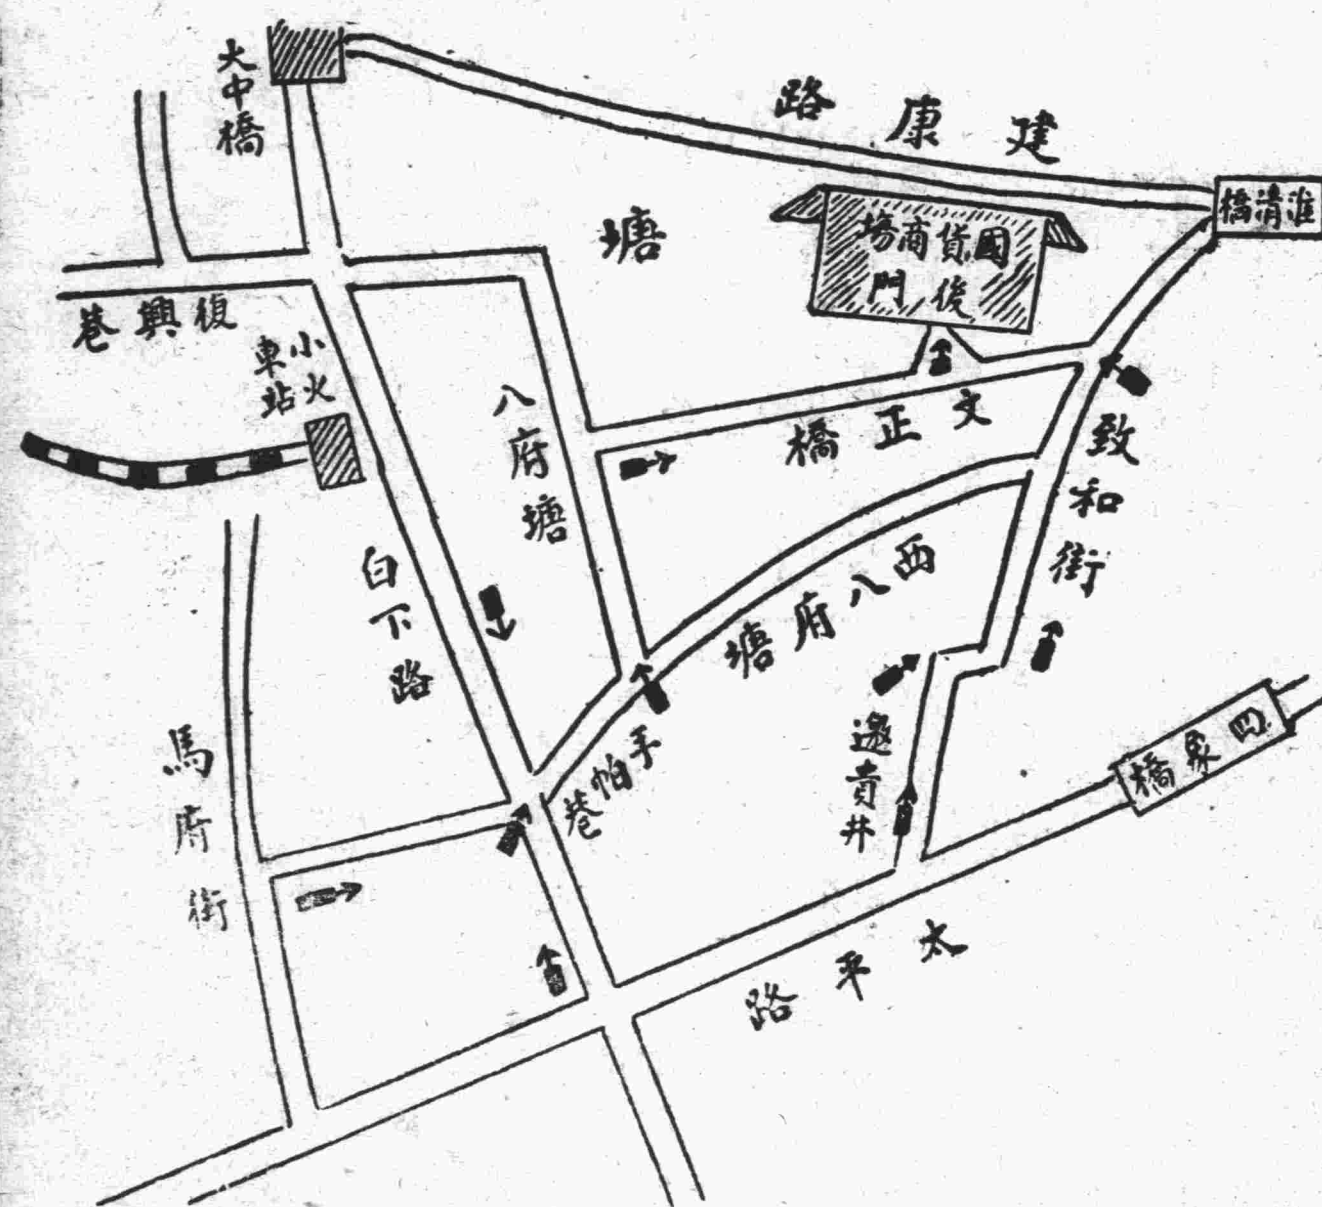 大中橋
建康路
淮清橋
塘
國貨商塲
後門
復興巷
小火
車站
八府塘
文正橋
致和街
西八府塘
白下路
手帕巷
邀貴井
馬府街
四象橋
太平路